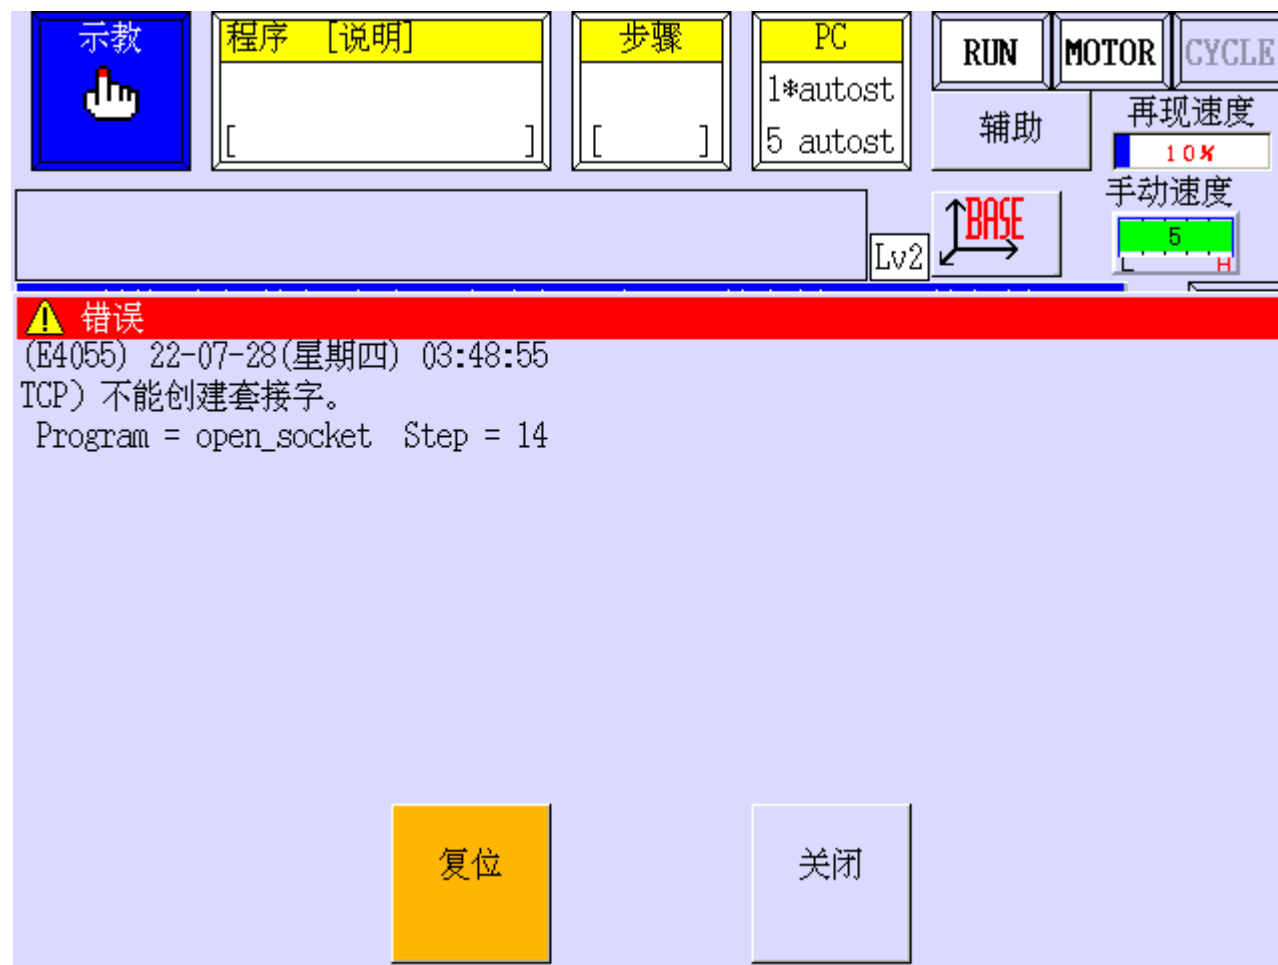 示教
程序 [说明]
[ ]
步骤
[ ]
PC
1*autost
5 autost
RUN
MOTOR
CYCLE
辅助
再现速度
10%
手动速度
5
L H
Lv2
BASE
错误
(E4055) 22-07-28(星期四) 03:48:55
TCP) 不能创建套接字。
Program = open_socket Step = 14
复位
关闭